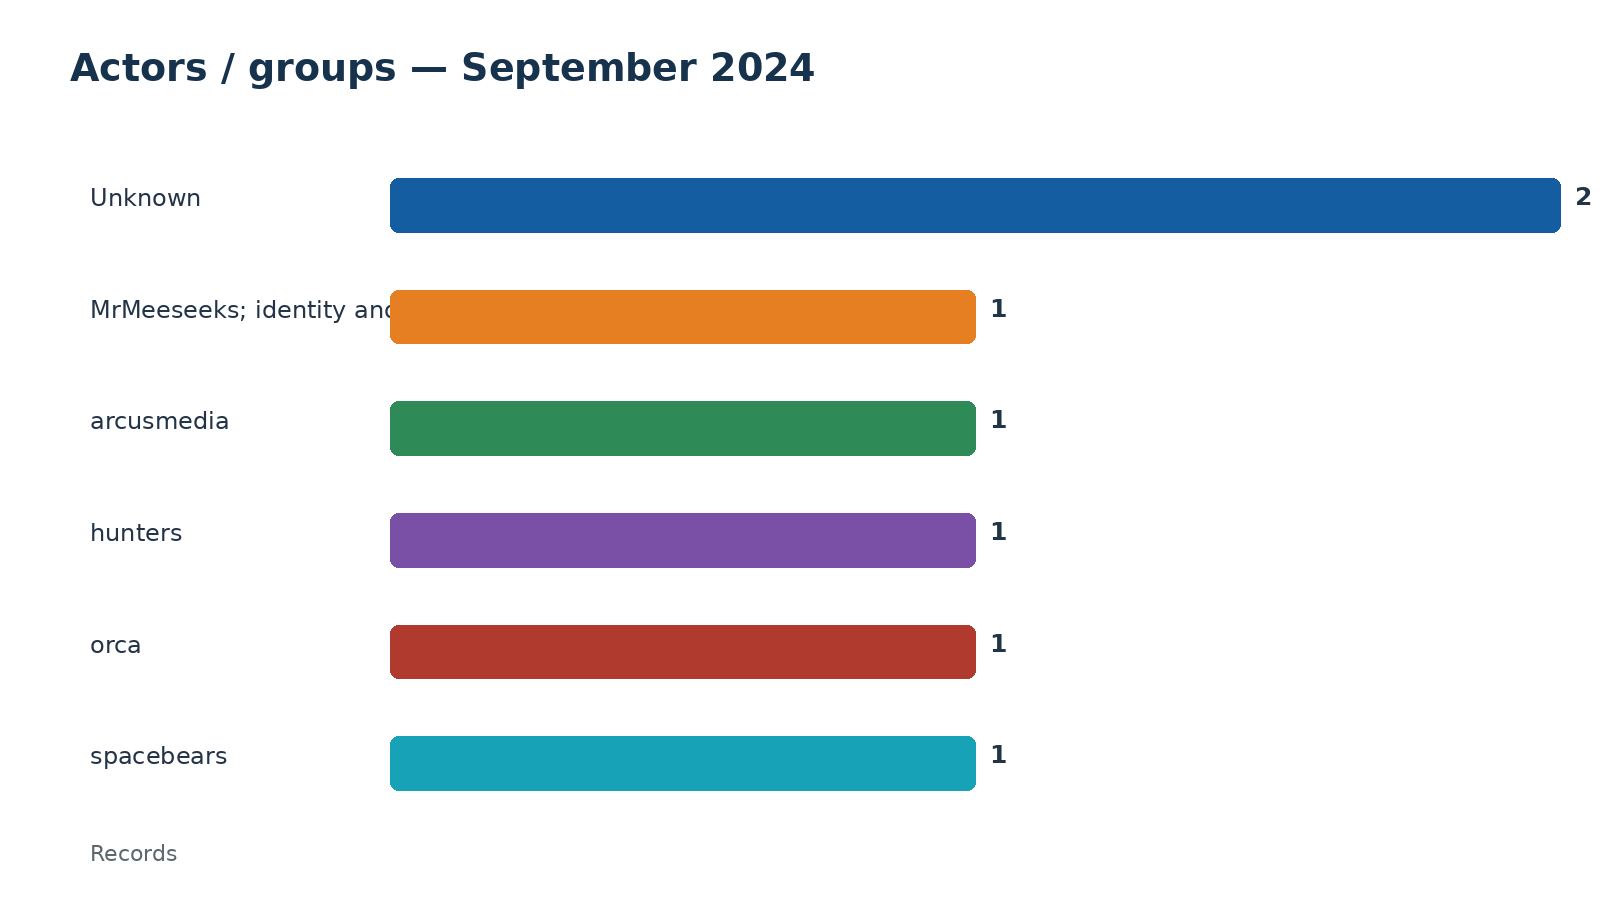 Actors / groups — September 2024
Unknown 2
MrMeeseeks; identity and 1
arcusmedia 1
hunters 1
orca 1
spacebears 1
Records